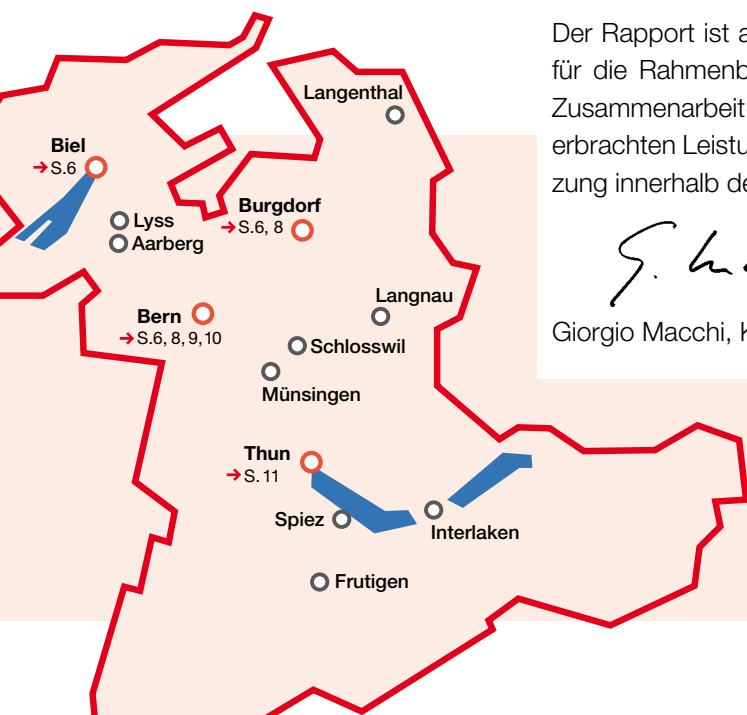 Der Rapport ist a
für die Rahmenb
Zusammenarbeit
erbrachten Leistu
zung innerhalb de
Giorgio Macchi, K
Langenthal
Biel
→ S.6
Lyss
Aarberg
Burgdorf
→ S.6, 8
Langnau
Bern
→ S.6, 8, 9, 10
Schlosswil
Münsingen
Thun
→ S. 11
Spiez
Interlaken
Frutigen